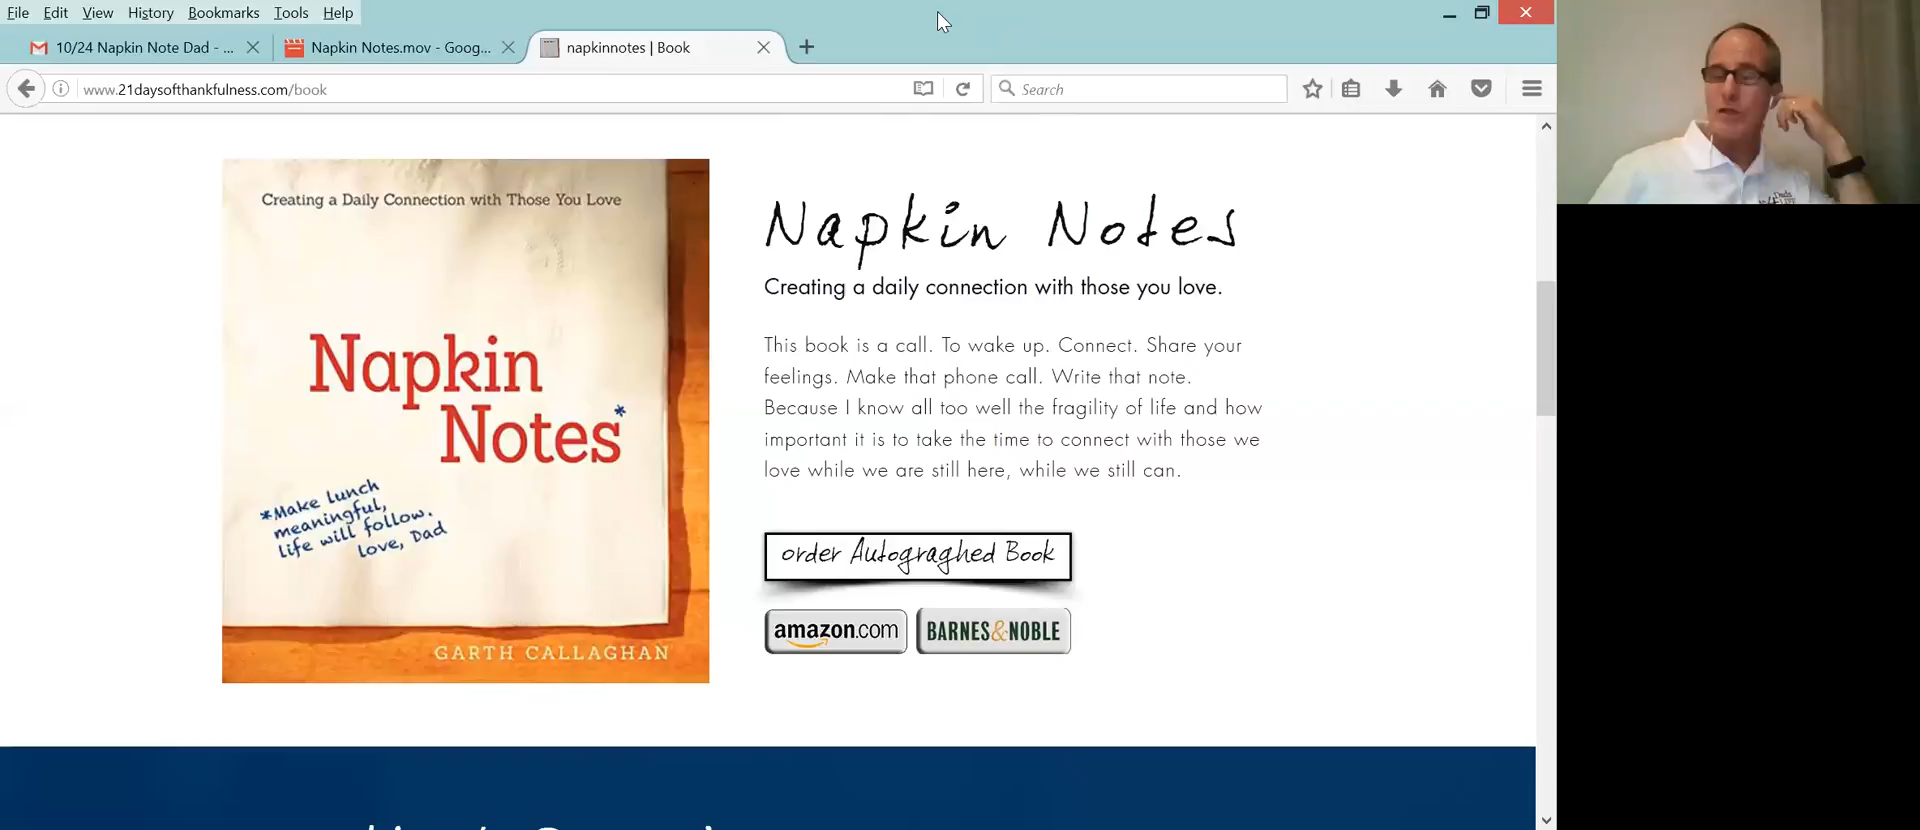 File Edit View History Bookmarks Tools Help
10/24 Napkin Note Dad - ...
Napkin Notes.mov - Goog...
napkinnotes | Book
www.21daysofthankfulness.com/book
Search
Creating a Daily Connection with Those You Love
Napkin
Notes*
*Make lunch
meaningful,
life will follow.
love, Dad
GARTH CALLAGHAN
Napkin Notes
Creating a daily connection with those you love.
This book is a call. To wake up. Connect. Share your
feelings. Make that phone call. Write that note.
Because I know all too well the fragility of life and how
important it is to take the time to connect with those we
love while we are still here, while we still can.
order Autograghed Book
amazon.com
BARNES&NOBLE